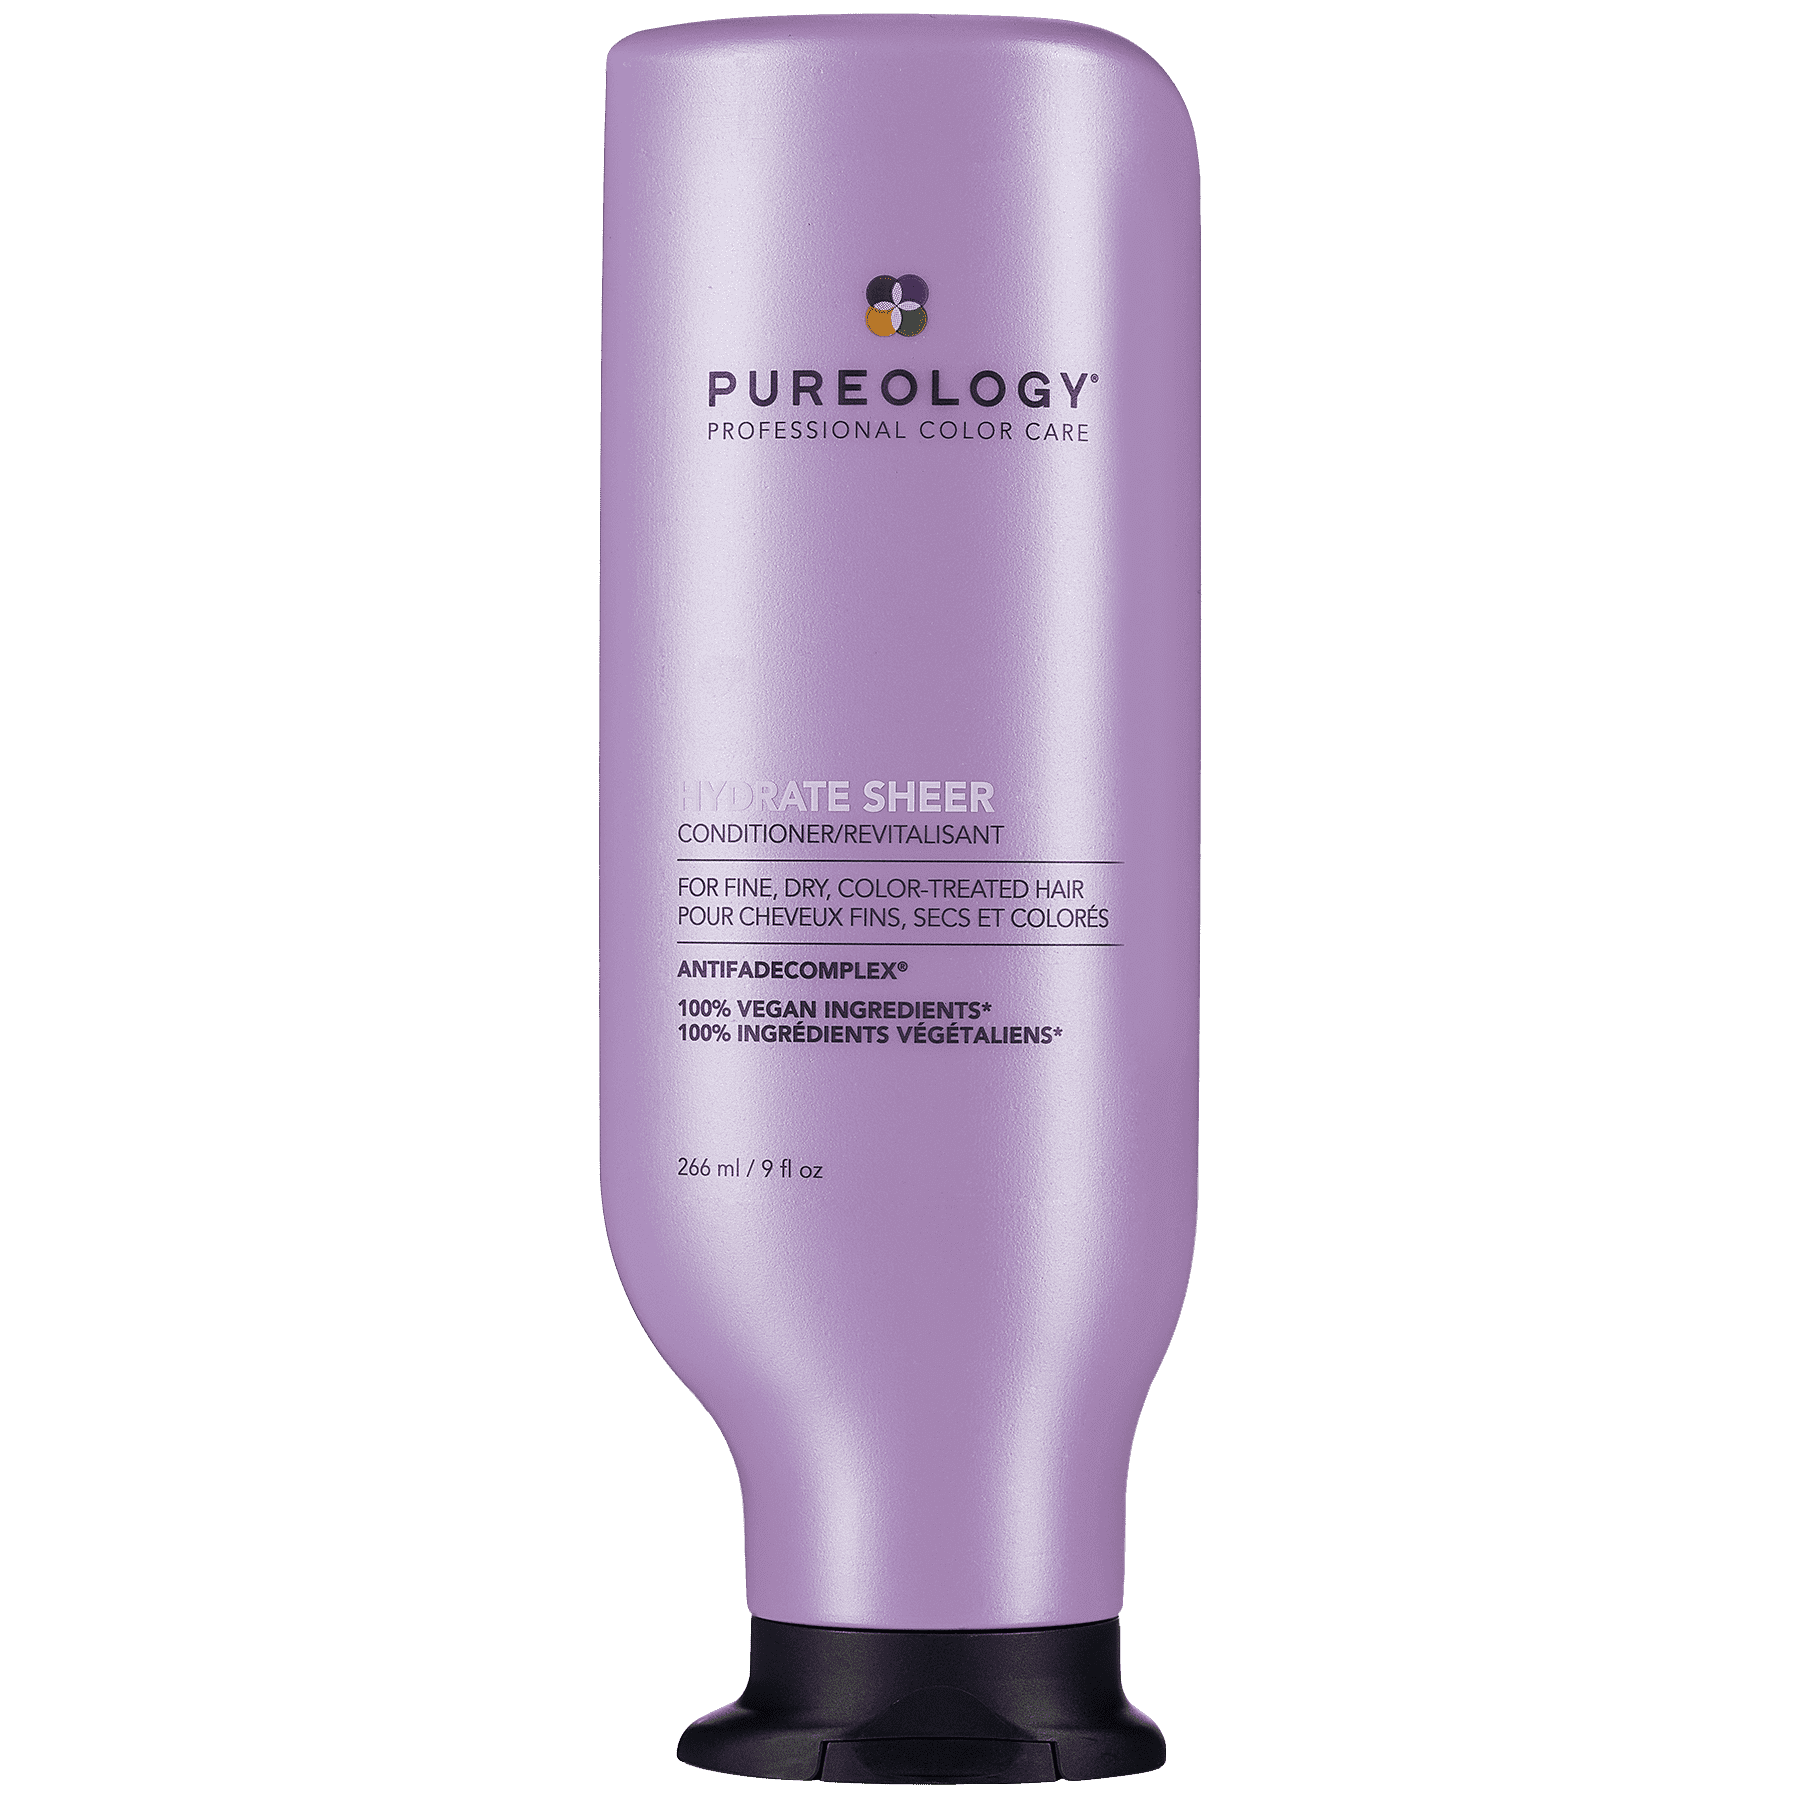 PUREOLOGY®
PROFESSIONAL COLOR CARE
HYDRATE SHEER
CONDITIONER/REVITALISANT
FOR FINE, DRY, COLOR-TREATED HAIR
POUR CHEVEUX FINS, SECS ET COLORÉS
ANTIFADECOMPLEX®
100% VEGAN INGREDIENTS*
100% INGRÉDIENTS VÉGÉTALIENS*
266 ml / 9 fl oz